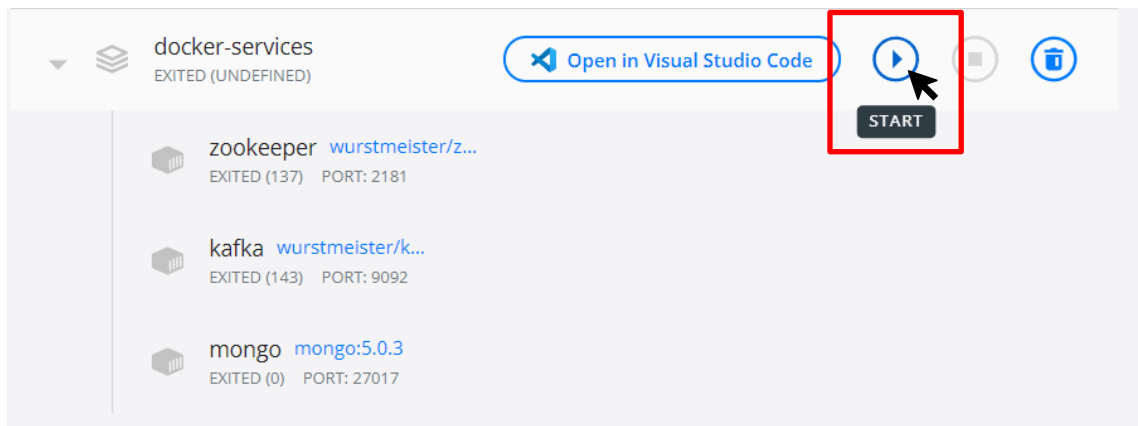 docker-services
EXITED (UNDEFINED)
Open in Visual Studio Code
START
zookeeper wurstmeister/z...
EXITED (137) PORT: 2181
kafka wurstmeister/k...
EXITED (143) PORT: 9092
mongo mongo:5.0.3
EXITED (0) PORT: 27017